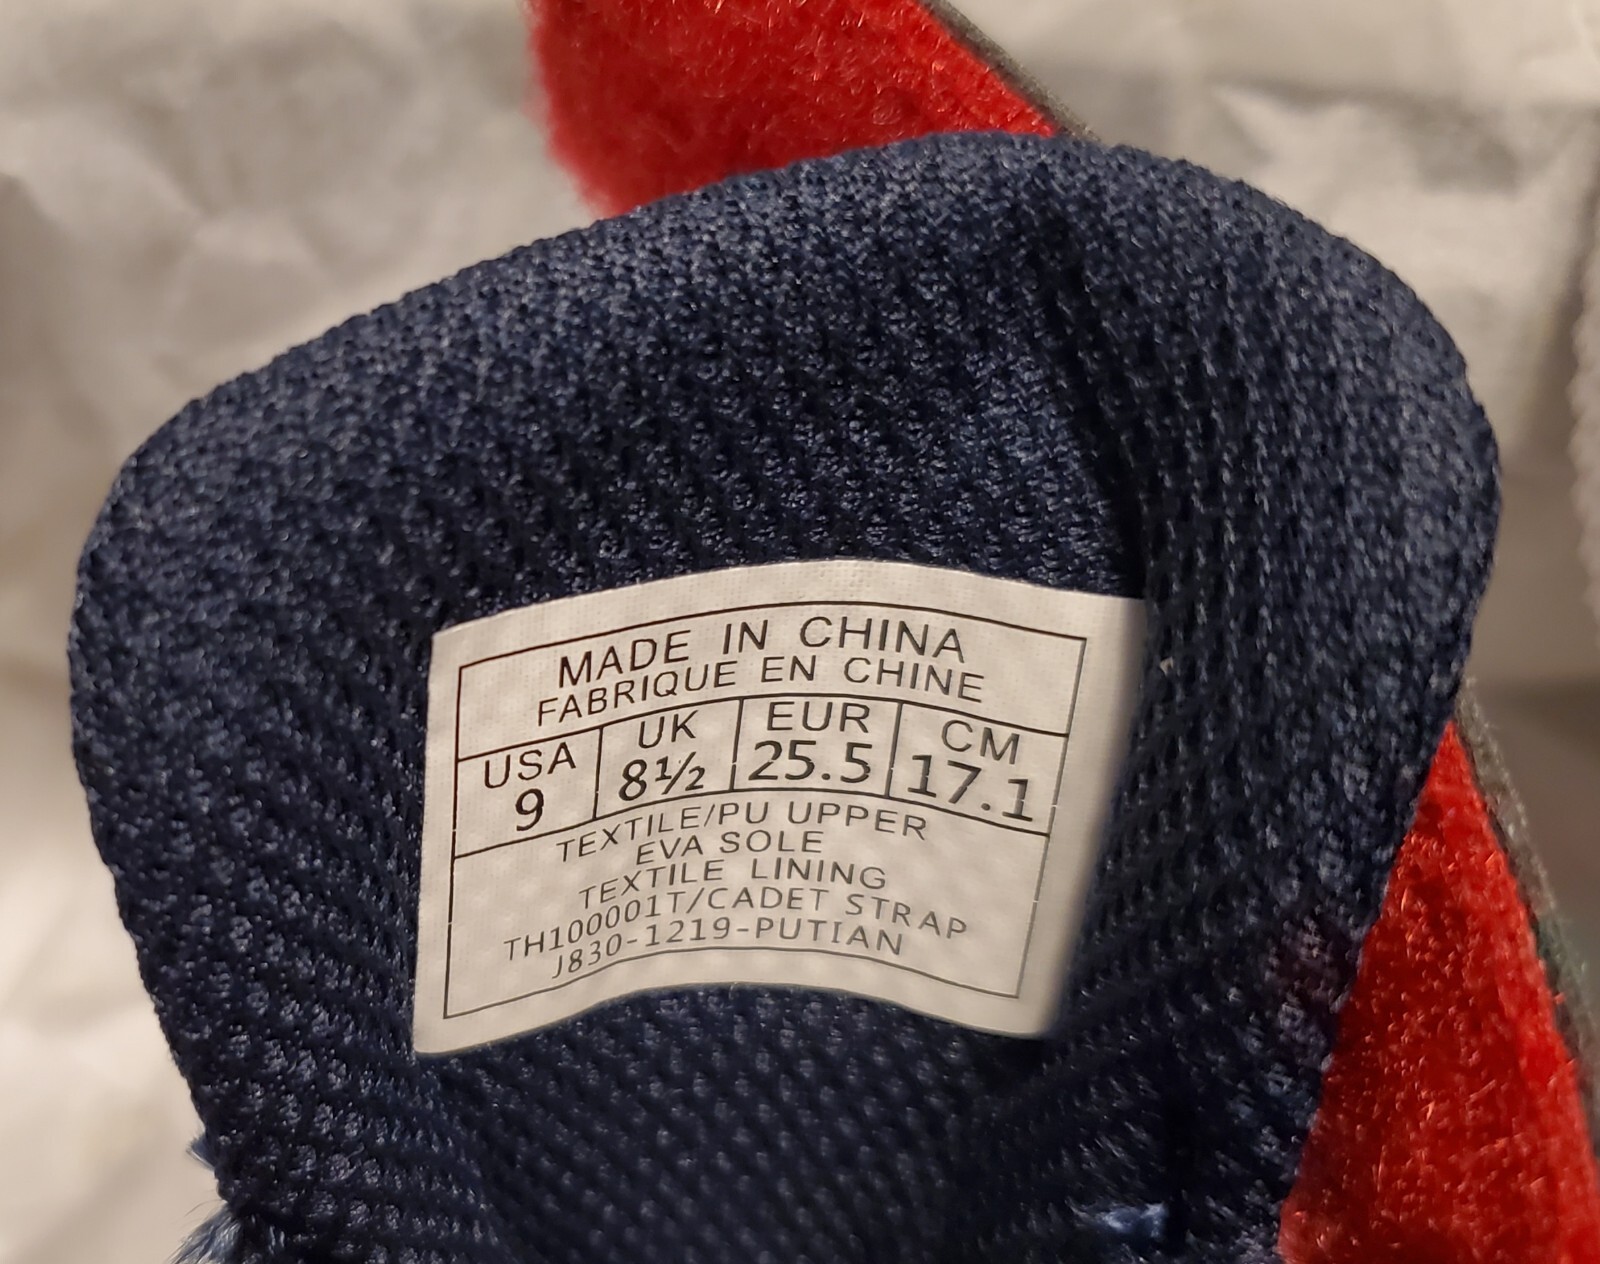 MADE IN CHINA
FABRIQUE EN CHINE
USA UK EUR CM
9 8½ 25.5 17.1
TEXTILE/PU UPPER
EVA SOLE
TEXTILE LINING
TH100001T/CADET STRAP
J830-1219-PUTIAN